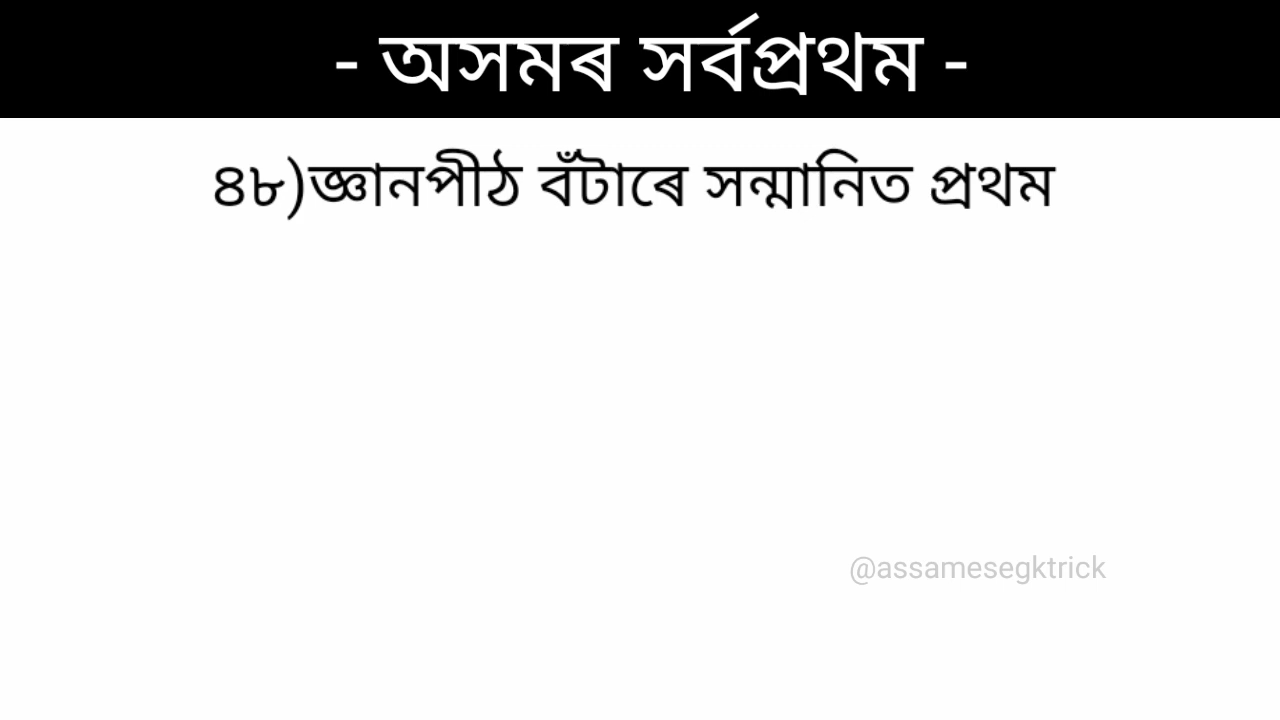 - অসমৰ সৰ্বপ্ৰথম -
৪৮)জ্ঞানপীঠ বঁটাৰে সন্মানিত প্ৰথম
@assamesegktrick